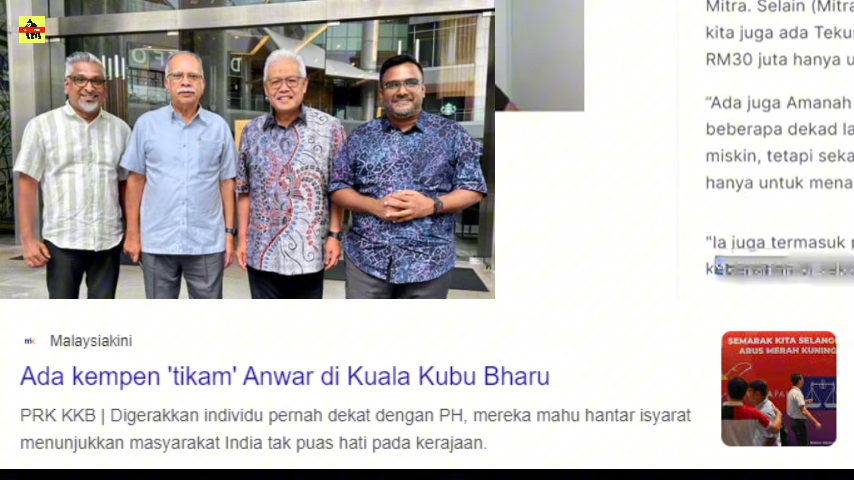 Mitra. Selain (Mitra
kita juga ada Teku
RM30 juta hanya u
“Ada juga Amanah
beberapa dekad la
miskin, tetapi seka
hanya untuk mena
"Ia juga termasuk p
Malaysiakini
Ada kempen 'tikam' Anwar di Kuala Kubu Bharu
PRK KKB | Digerakkan individu pernah dekat dengan PH, mereka mahu hantar isyarat
menunjukkan masyarakat India tak puas hati pada kerajaan.
SEMARAK KITA SELANG
ARUS MERAH KUNING